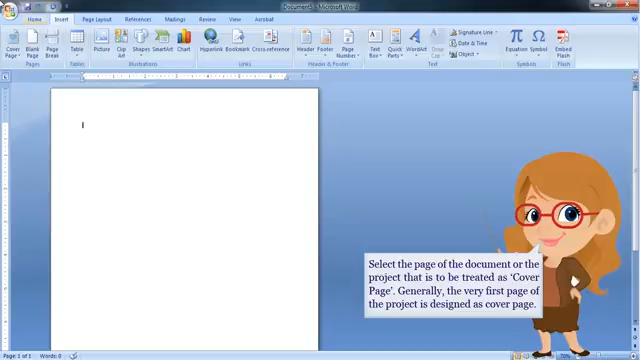 Document5 - Microsoft Word
Home Insert Page Layout References Mailings Review View Acrobat
Cover Page Blank Page Page Break Table Picture Clip Art Shapes SmartArt Chart Hyperlink Bookmark Cross-reference Header Footer Page Number Text Box Quick Parts WordArt Drop Cap Signature Line Equation Symbol Embed Flash
Date & Time
Object
Pages Tables Illustrations Links Header & Footer Text Symbols Flash
Select the page of the document or the
project that is to be treated as ‘Cover
Page’. Generally, the very first page of
the project is designed as cover page.
Page: 1 of 1 Words: 0 70%